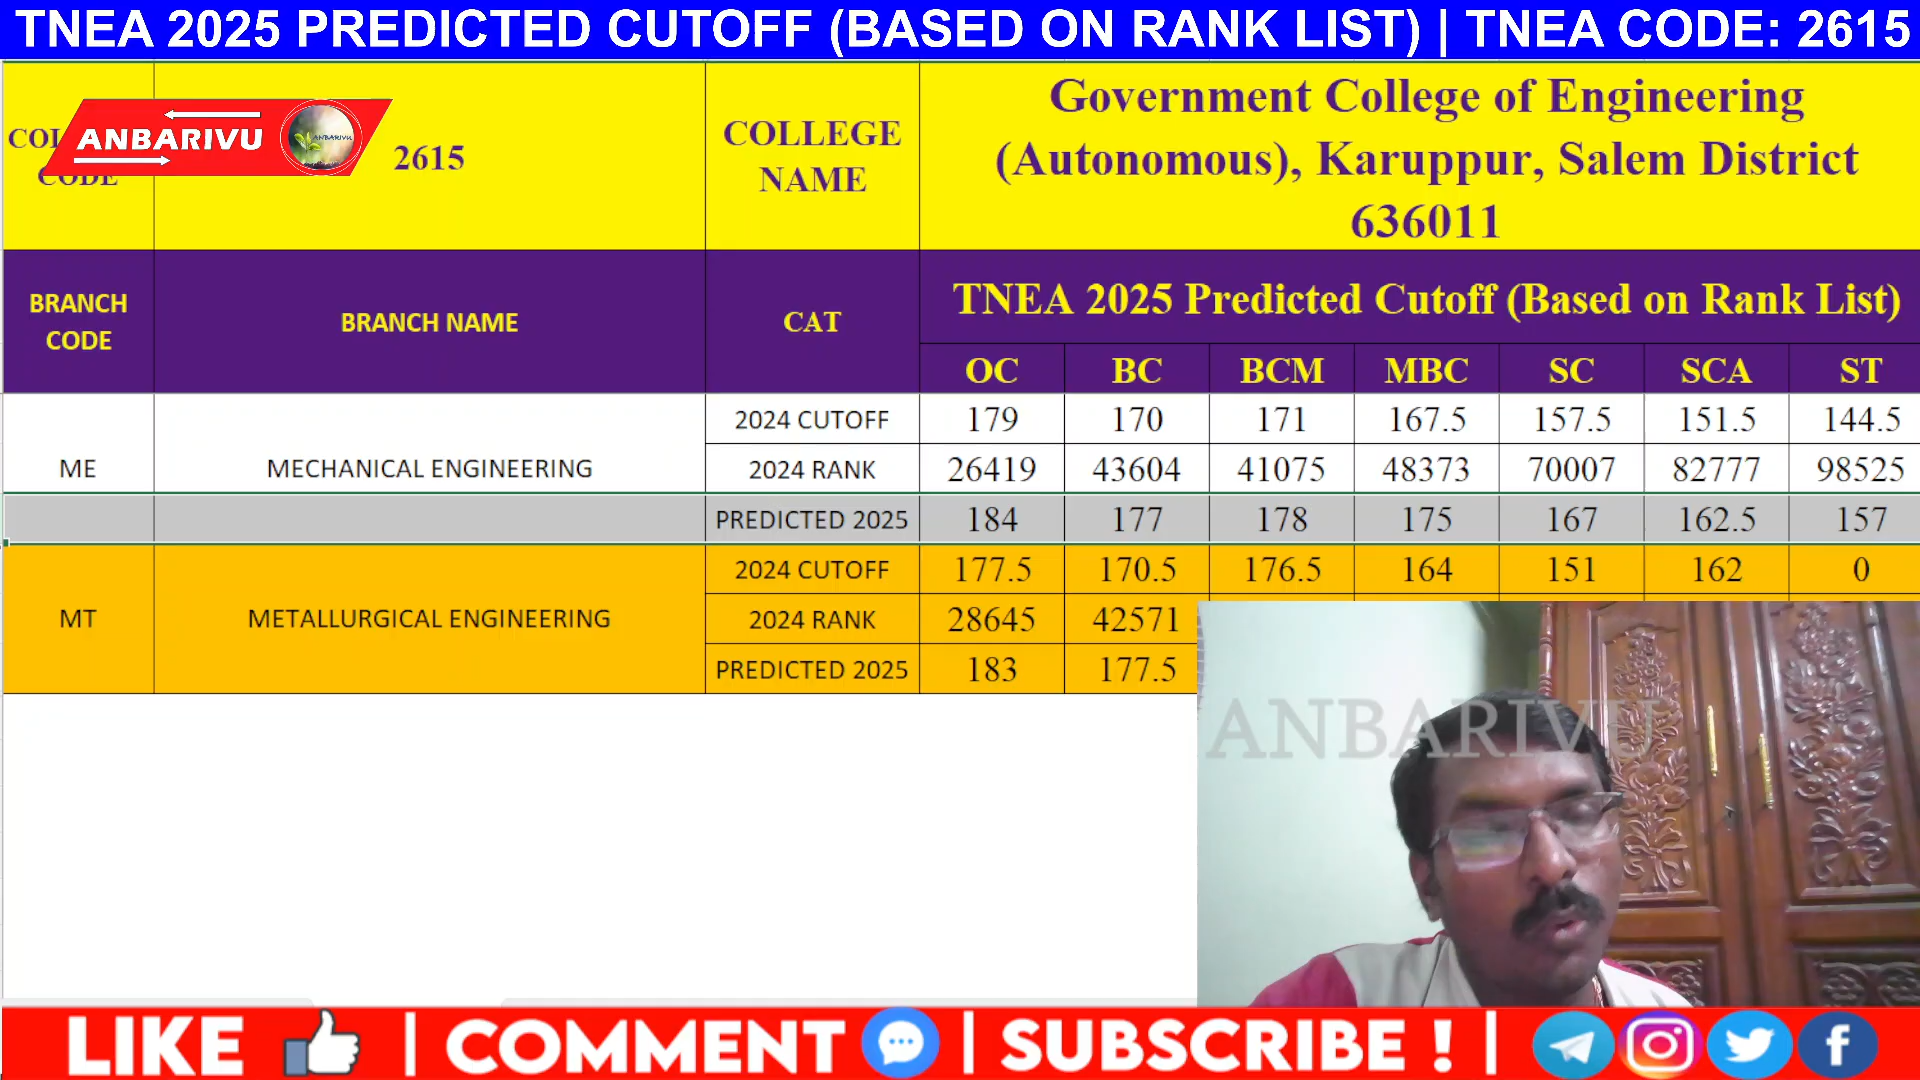 TNEA 2025 PREDICTED CUTOFF (BASED ON RANK LIST) | TNEA CODE: 2615
ANBARIVU
ANBARIVU
CODE
2615
COLLEGE
NAME
Government College of Engineering
(Autonomous), Karuppur, Salem District
636011
BRANCH
CODE
BRANCH NAME
CAT
TNEA 2025 Predicted Cutoff (Based on Rank List)
OC BC BCM MBC SC SCA ST
ME
MECHANICAL ENGINEERING
2024 CUTOFF 179 170 171 167.5 157.5 151.5 144.5
2024 RANK 26419 43604 41075 48373 70007 82777 98525
PREDICTED 2025 184 177 178 175 167 162.5 157
MT
METALLURGICAL ENGINEERING
2024 CUTOFF 177.5 170.5 176.5 164 151 162 0
2024 RANK 28645 42571
PREDICTED 2025 183 177.5
ANBARIVU
LIKE | COMMENT | SUBSCRIBE ! |